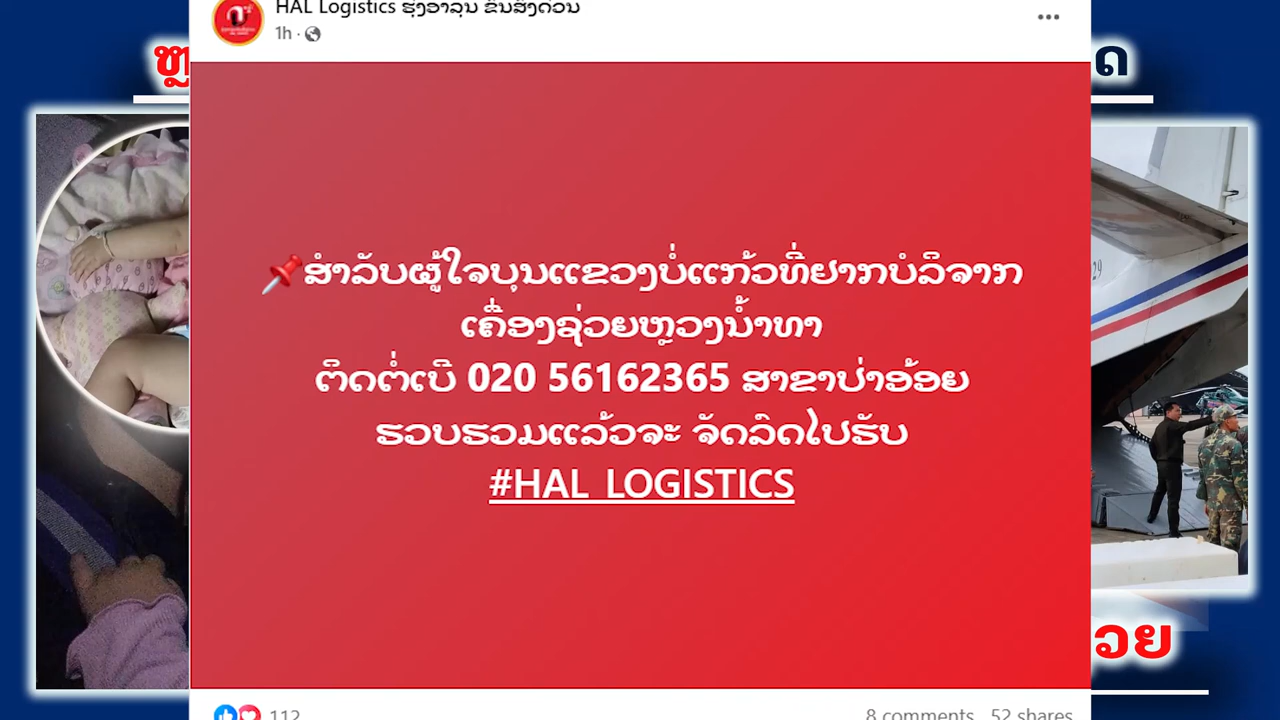 HAL Logistics ຮຸ່ງອາລຸນ ຂົນສົ່ງດ່ວນ
1h
📌ສຳລັບຜູ້ໃຈບຸນແຂວງບໍ່ແກ້ວທີ່ຢາກບໍລິຈາກ
ເຄື່ອງຊ່ວຍຫຼວງນ້ຳທາ
ຕິດຕໍ່ເບີ 020 56162365 ສາຂາປ່າອ້ອຍ
ຮວບຮວມແລ້ວຈະ ຈັດລົດໄປຮັບ
#HAL LOGISTICS
112
8 comments 52 shares